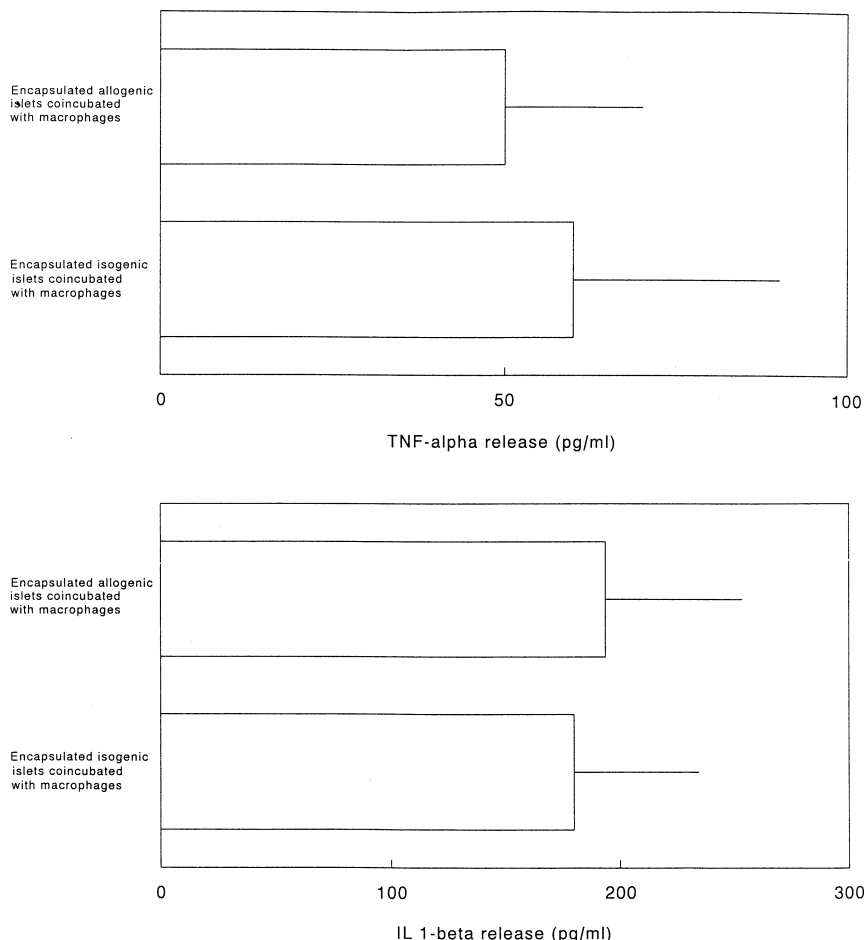 Encapsulated allogenic
islets coincubated
with macrophages
Encapsulated isogenic
islets coincubated
with macrophages
0 50 100
TNF-alpha release (pg/ml)
Encapsulated allogenic
islets coincubated
with macrophages
Encapsulated isogenic
islets coincubated
with macrophages
0 100 200 300
IL 1-beta release (pg/ml)